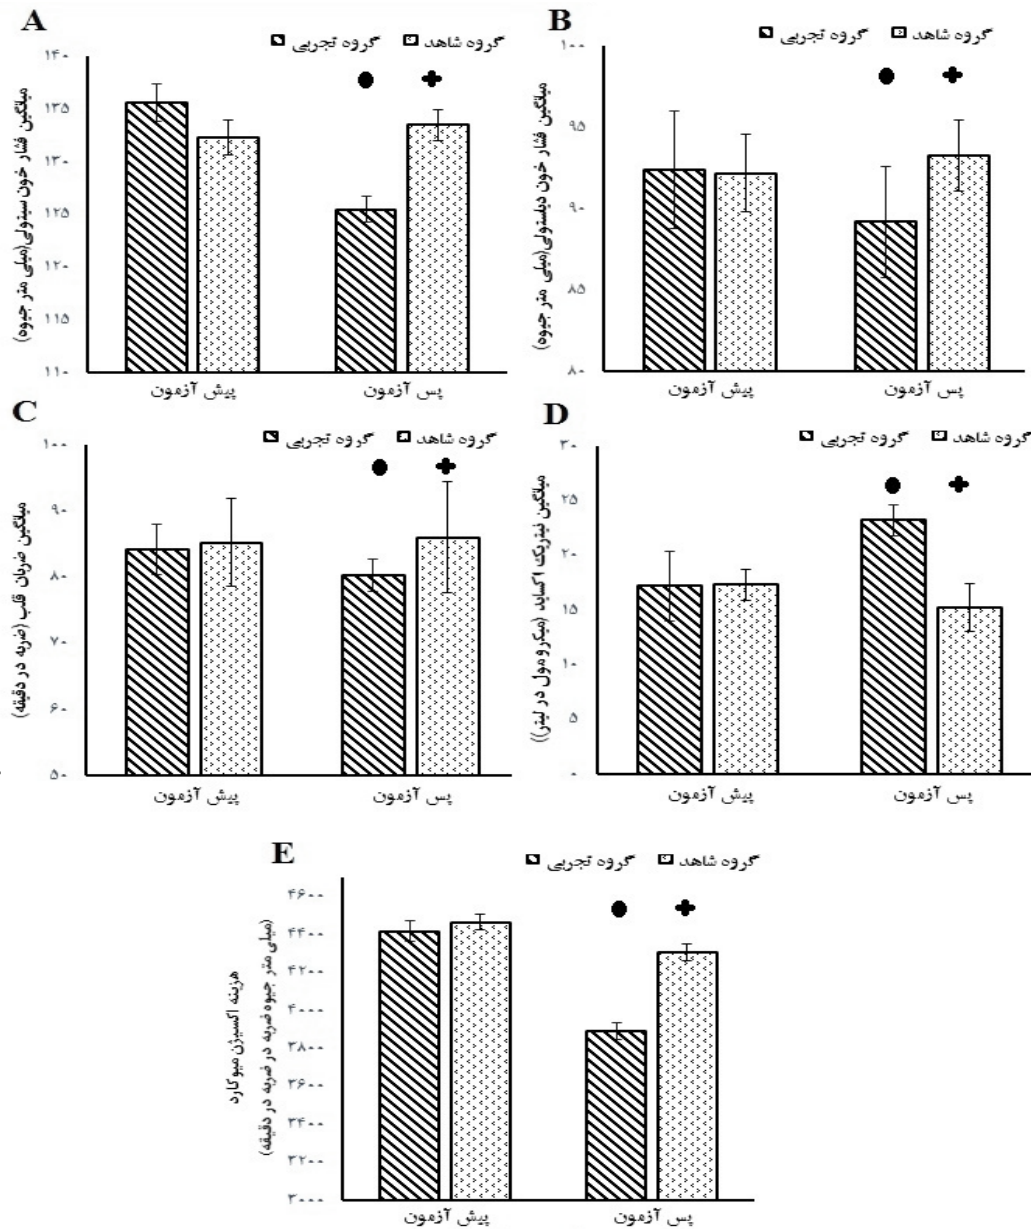 A
گروه تجربی گروه شاهد
میانگین فشار خون سیتولی(میلی متر جیوه)
۱۴۰
۱۳۵
۱۳۰
۱۲۵
۱۲۰
۱۱۵
۱۱۰
پیش آزمون پس آزمون
B
گروه تجربی گروه شاهد
میانگین فشار خون دیاستولی(میلی متر جیوه)
۱۰۰
۹۵
۹۰
۸۵
۸۰
پیش آزمون پس آزمون
C
گروه تجربی گروه شاهد
میانگین ضربان قلب (ضربه در دقیقه)
۱۰۰
۹۰
۸۰
۷۰
۶۰
۵۰
پیش آزمون پس آزمون
D
گروه تجربی گروه شاهد
میانگین نیتریک اکساید (میکرومول در لیتر))
۳۰
۲۵
۲۰
۱۵
۱۰
۵
۰
پیش آزمون پس آزمون
E
گروه تجربی گروه شاهد
هزینه اکسیژن میوکارد
(میلی متر جیوه ضربه در ضربه در دقیقه)
۴۶۰۰
۴۴۰۰
۴۲۰۰
۴۰۰۰
۳۸۰۰
۳۶۰۰
۳۴۰۰
۳۲۰۰
۳۰۰۰
پیش آزمون پس آزمون